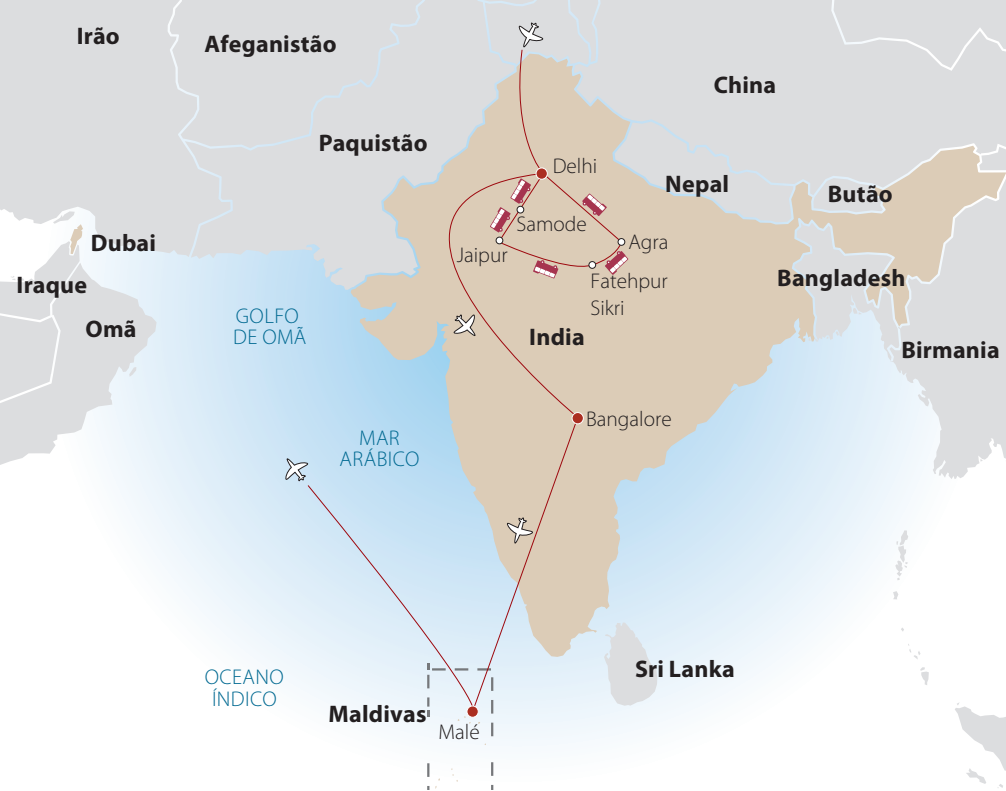 Irão
Afeganistão
China
Paquistão
Delhi
Nepal
Butão
Samode
Dubai
Agra
Jaipur
Iraque
Bangladesh
Fatehpur
Sikri
GOLFO
DE OMÃ
Omã
India
Birmania
Bangalore
MAR
ARÁBICO
OCEANO
ÍNDICO
Sri Lanka
Maldivas
Malé